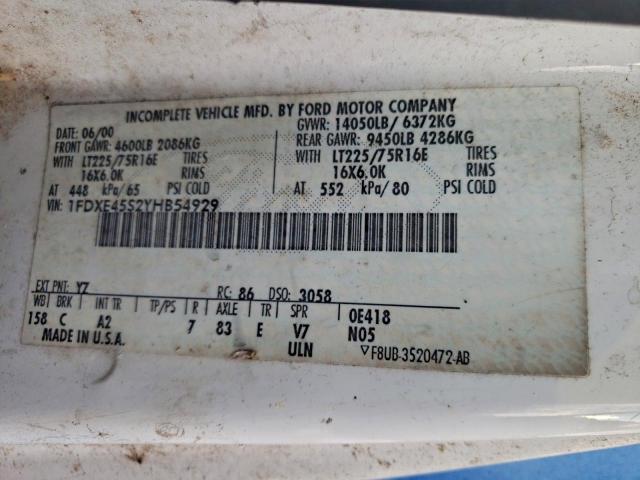 INCOMPLETE VEHICLE MFD. BY FORD MOTOR COMPANY
DATE: 06/00 GVWR: 14050LB/ 6372KG
FRONT GAWR: 4600LB 2086KG REAR GAWR: 9450LB 4286KG
WITH LT225/75R16E TIRES WITH LT225/75R16E TIRES
16X6.0K RIMS 16X6.0K RIMS
AT 448 kPa/65 PSI COLD AT 552 kPa/80 PSI COLD
VIN: 1FDXE45S2YHB54929
EXT PNT: YZ RC: 86 DSO: 3058
WB BRK INT TR TP/PS R AXLE TR SPR 0E418
158 C A2 7 83 E V7 N05
MADE IN U.S.A. ULN ▽F8UB-3520472-AB